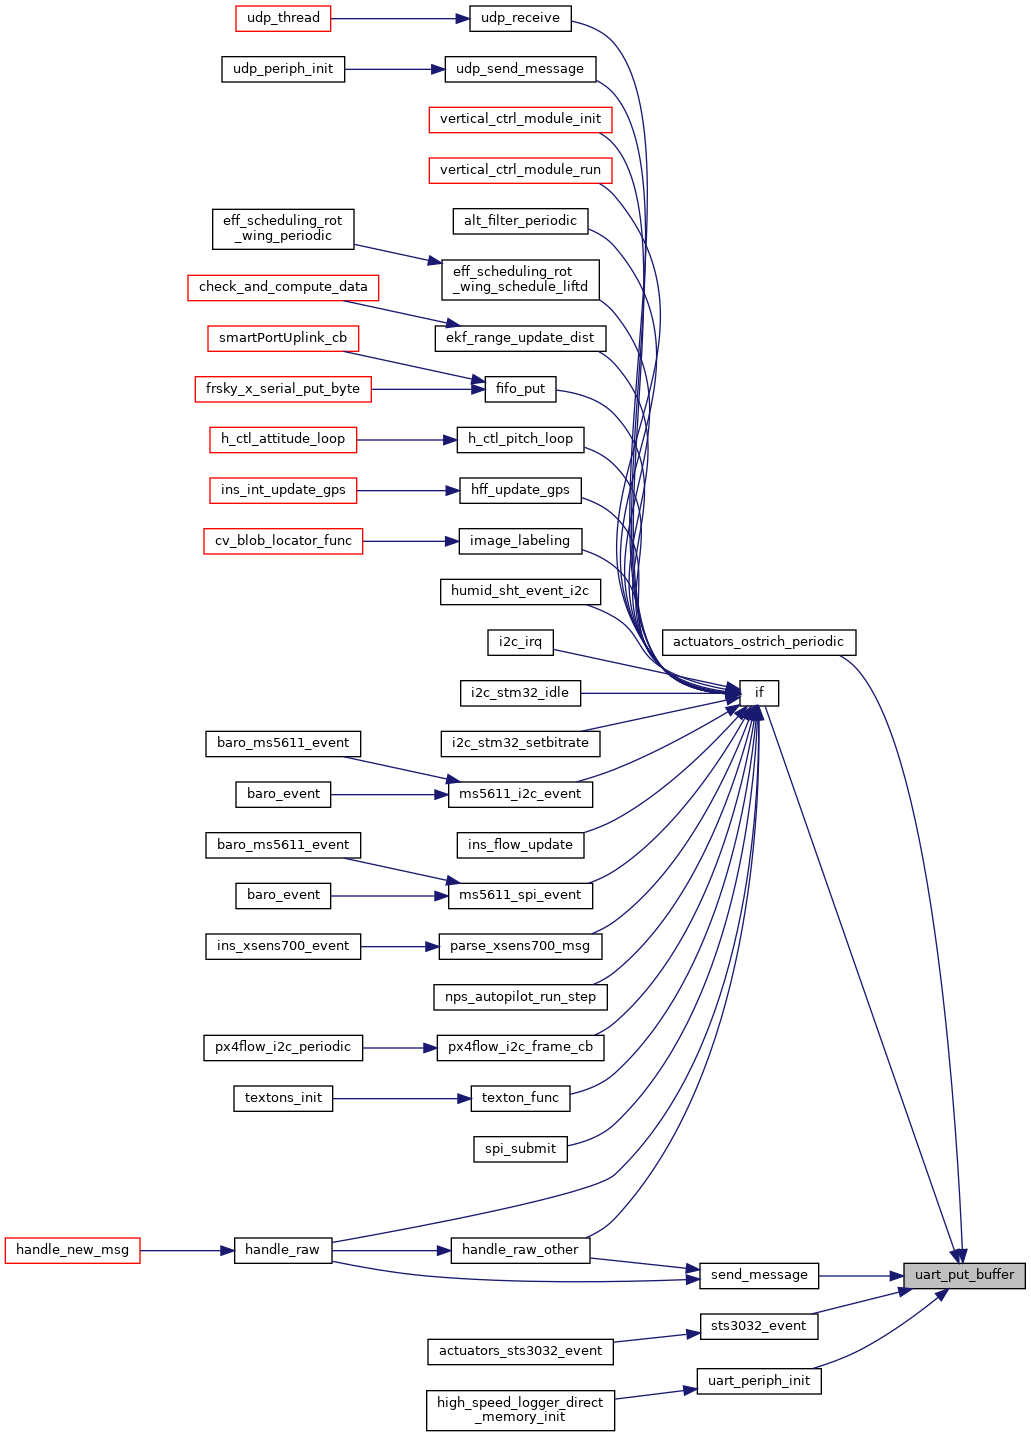 udp_thread
udp_receive
udp_periph_init
udp_send_message
vertical_ctrl_module_init
vertical_ctrl_module_run
alt_filter_periodic
eff_scheduling_rot
_wing_periodic
eff_scheduling_rot
_wing_schedule_liftd
check_and_compute_data
ekf_range_update_dist
smartPortUplink_cb
frsky_x_serial_put_byte
fifo_put
h_ctl_attitude_loop
h_ctl_pitch_loop
ins_int_update_gps
hff_update_gps
cv_blob_locator_func
image_labeling
humid_sht_event_i2c
i2c_irq
actuators_ostrich_periodic
i2c_stm32_idle
if
i2c_stm32_setbitrate
baro_ms5611_event
baro_event
ms5611_i2c_event
ins_flow_update
baro_ms5611_event
baro_event
ms5611_spi_event
ins_xsens700_event
parse_xsens700_msg
nps_autopilot_run_step
px4flow_i2c_periodic
px4flow_i2c_frame_cb
textons_init
texton_func
spi_submit
handle_new_msg
handle_raw
handle_raw_other
send_message
uart_put_buffer
sts3032_event
actuators_sts3032_event
uart_periph_init
high_speed_logger_direct
_memory_init